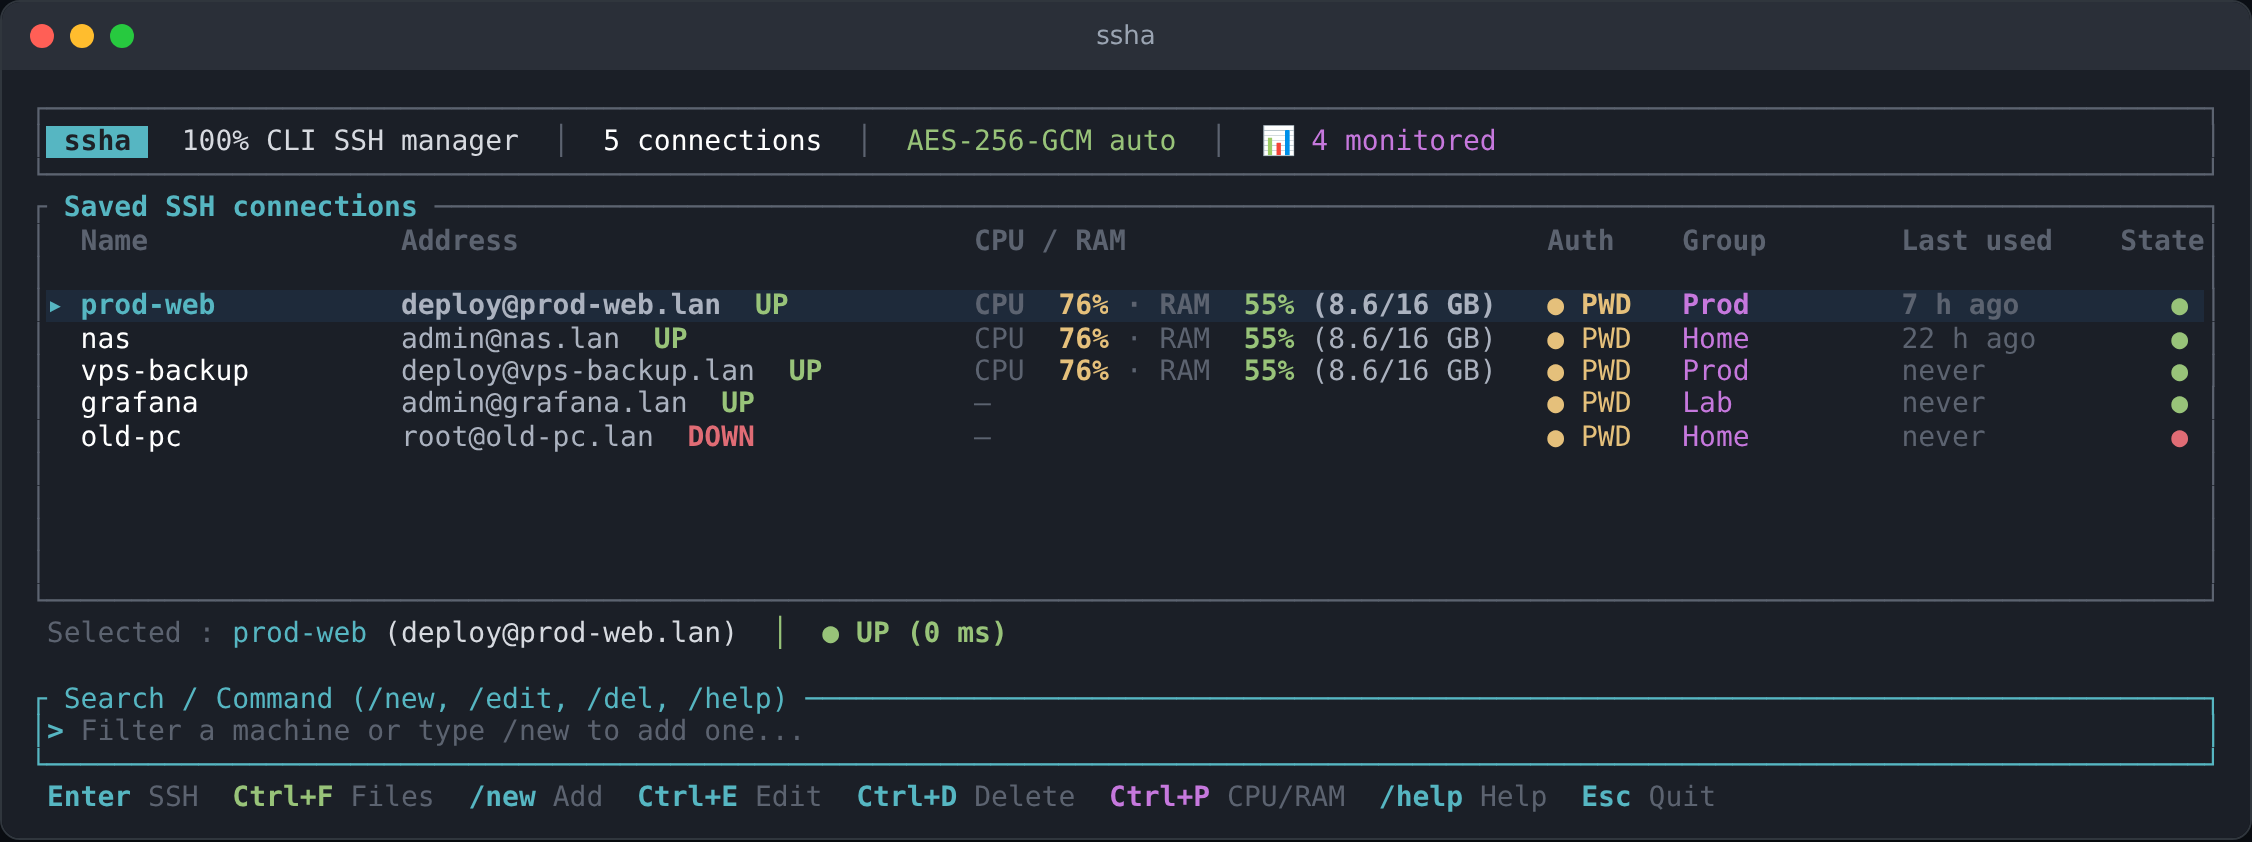 ssha
ssha 100% CLI SSH manager │ 5 connections │ AES-256-GCM auto │ 📊 4 monitored
Saved SSH connections
Name Address CPU / RAM Auth Group Last used State
▸ prod-web deploy@prod-web.lan UP CPU 76% · RAM 55% (8.6/16 GB) ● PWD Prod 7 h ago ●
nas admin@nas.lan UP CPU 76% · RAM 55% (8.6/16 GB) ● PWD Home 22 h ago ●
vps-backup deploy@vps-backup.lan UP CPU 76% · RAM 55% (8.6/16 GB) ● PWD Prod never ●
grafana admin@grafana.lan UP — ● PWD Lab never ●
old-pc root@old-pc.lan DOWN — ● PWD Home never ●
Selected : prod-web (deploy@prod-web.lan) │ ● UP (0 ms)
Search / Command (/new, /edit, /del, /help)
> Filter a machine or type /new to add one...
Enter SSH Ctrl+F Files /new Add Ctrl+E Edit Ctrl+D Delete Ctrl+P CPU/RAM /help Help Esc Quit